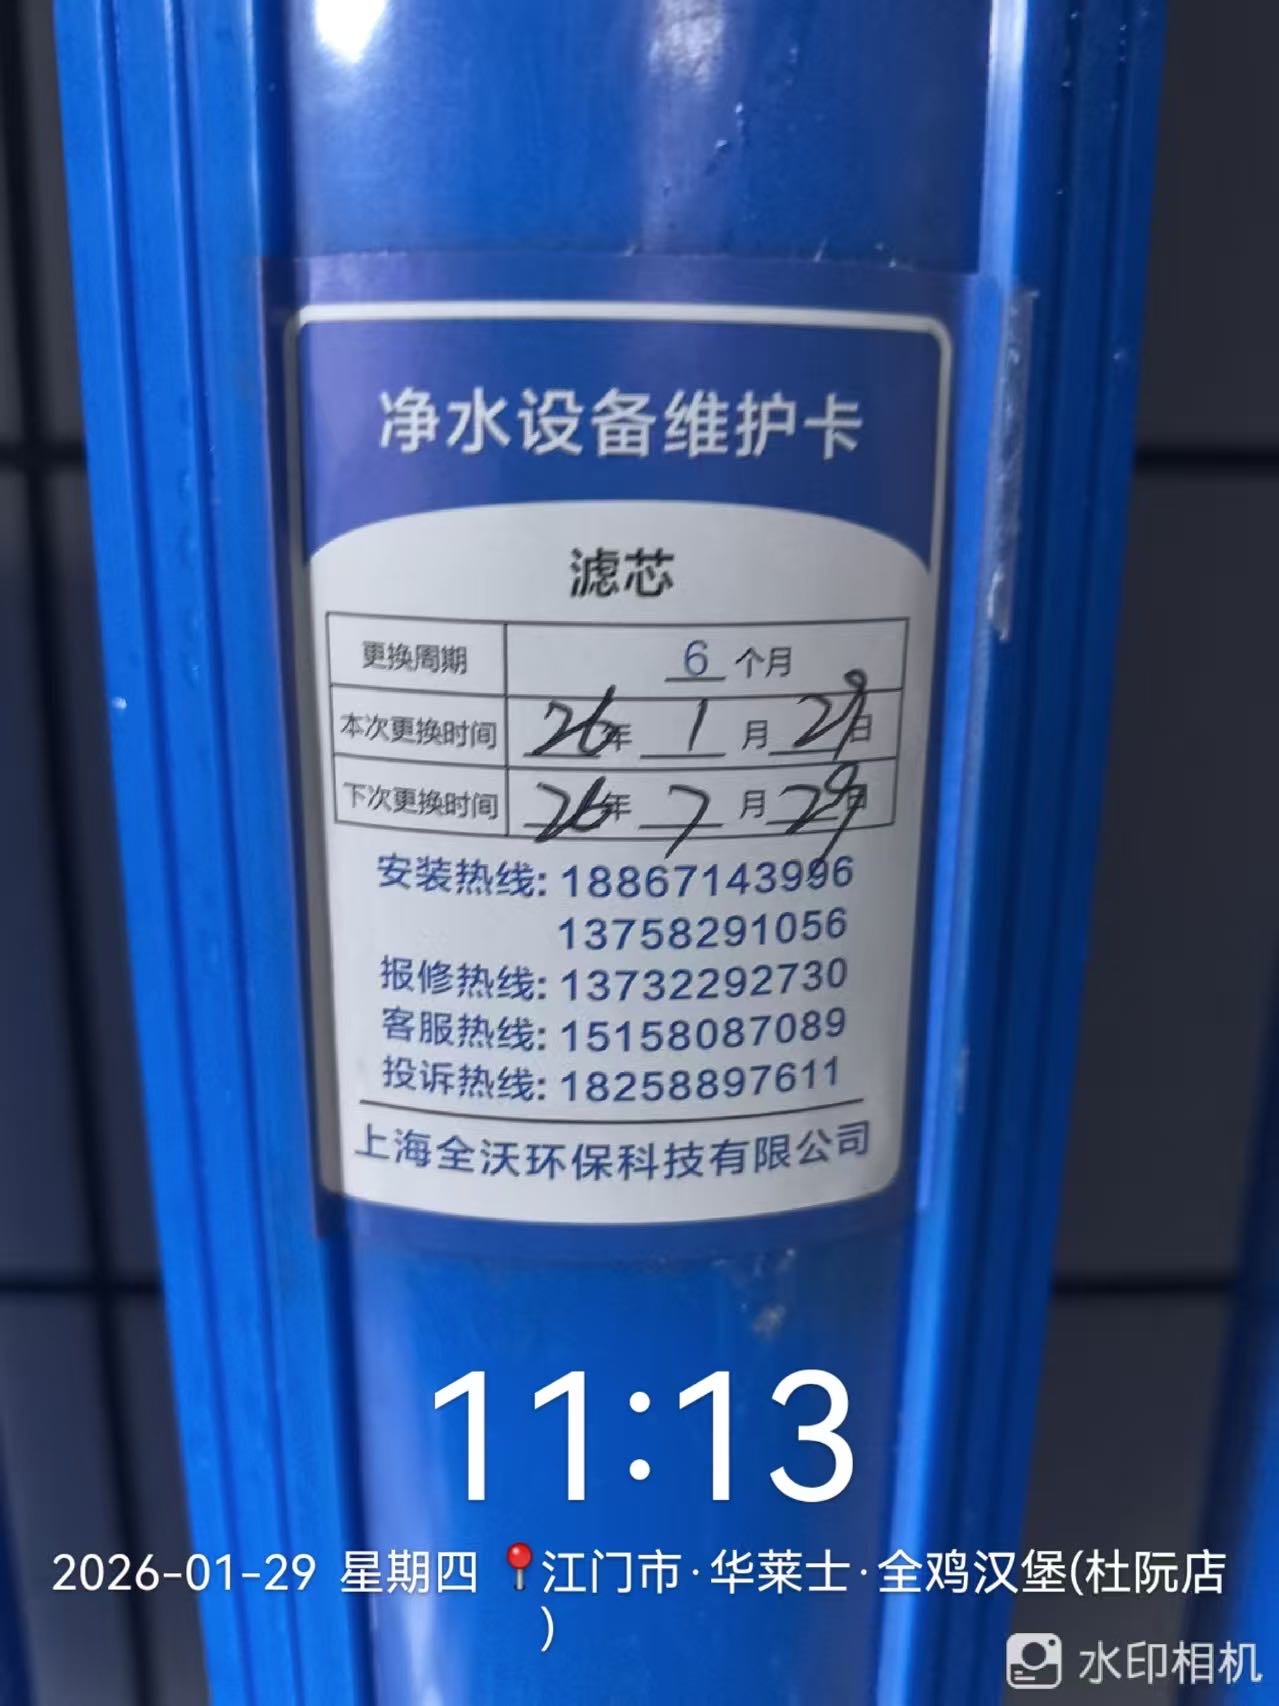 净水设备维护卡
滤芯
更换周期 6 个月
本次更换时间 26年 1 月 29日
下次更换时间 26年 7 月 29日
安装热线: 18867143996
13758291056
报修热线: 13732292730
客服热线: 15158087089
投诉热线: 18258897611
上海全沃环保科技有限公司
11:13
2026-01-29 星期四 📍江门市·华莱士·全鸡汉堡(杜阮店
)
水印相机